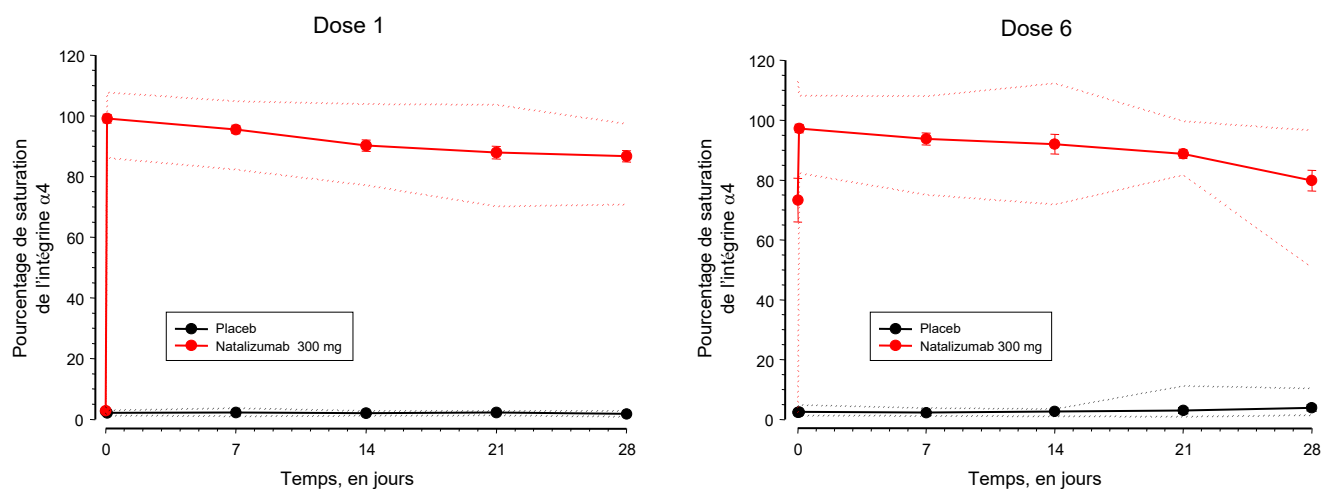 Dose 1
120
100
80
60
40
20
0
Pourcentage de saturation
de l'intégrine α4
Placeb
Natalizumab 300 mg
0 7 14 21 28
Temps, en jours
Dose 6
120
100
80
60
40
20
0
Pourcentage de saturation
de l'intégrine α4
Placeb
Natalizumab 300 mg
0 7 14 21 28
Temps, en jours